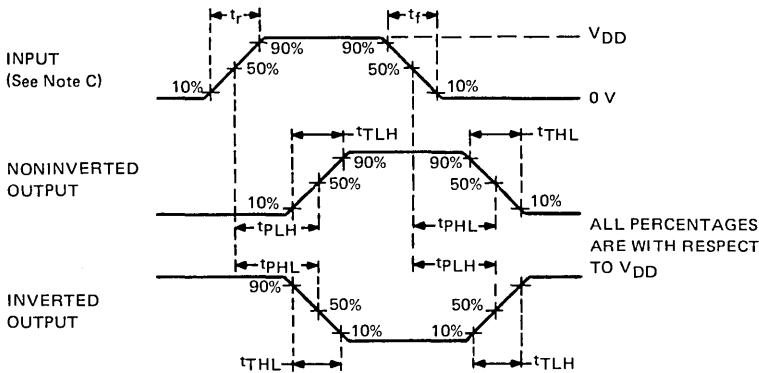 tr
tf
VDD
INPUT
(See Note C)
90%
90%
50%
50%
10%
10%
0 V
tTLH
tTHL
NONINVERTED
OUTPUT
90%
90%
50%
50%
10%
10%
tPLH
tPHL
ALL PERCENTAGES
ARE WITH RESPECT
TO VDD
tPHL
tPLH
INVERTED
OUTPUT
90%
90%
50%
50%
10%
10%
tTHL
tTLH